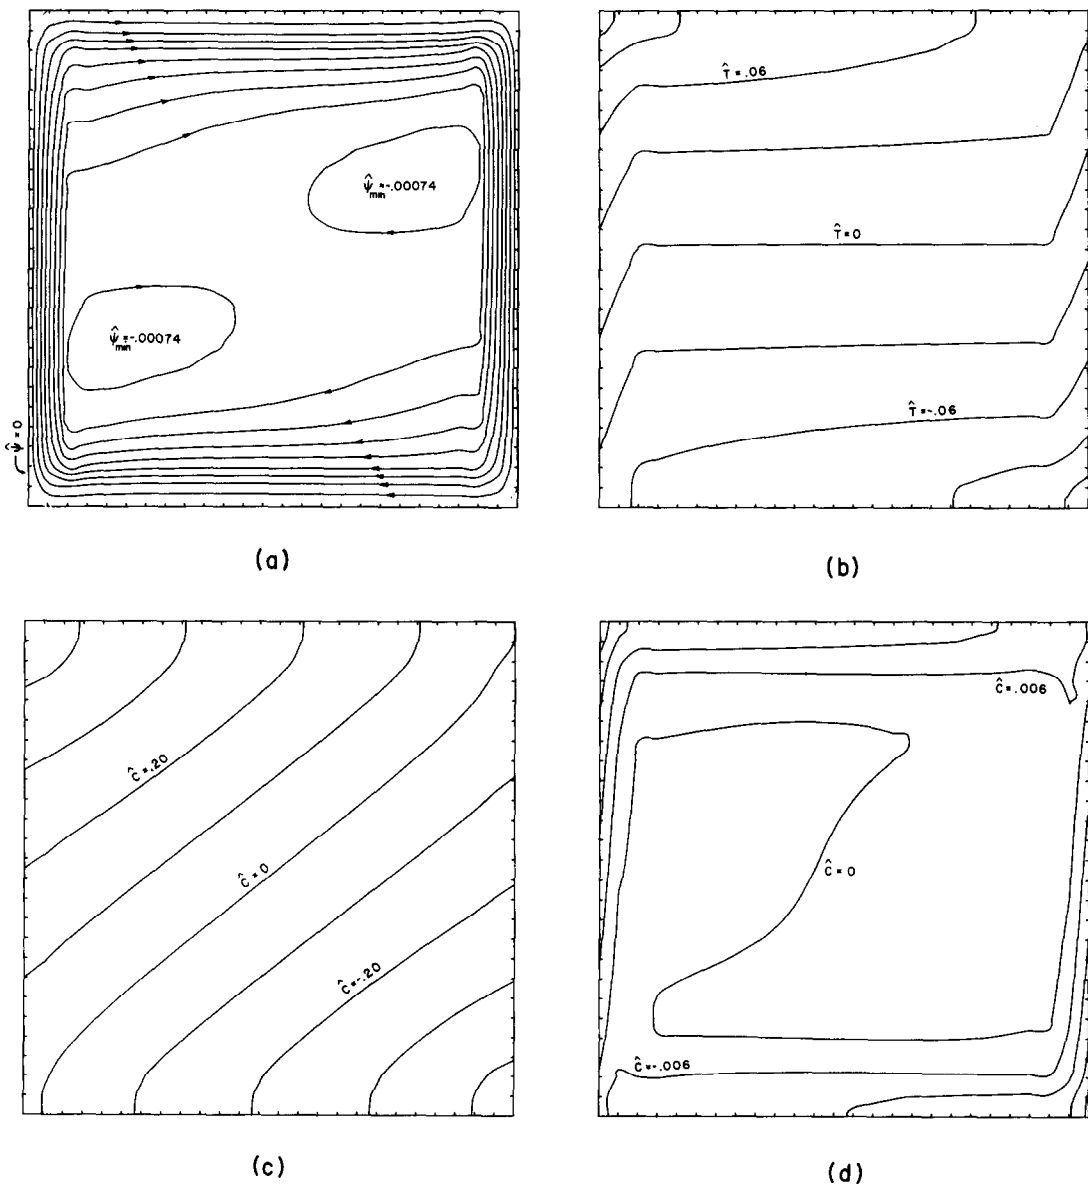 ψ̂min=-.00074
ψ̂min=-.00074
ψ̂=0
(a)
T̂=.06
T̂=0
T̂=-.06
(b)
Ĉ=.20
Ĉ=0
Ĉ=-.20
(c)
Ĉ=.006
Ĉ=0
Ĉ=-.006
(d)